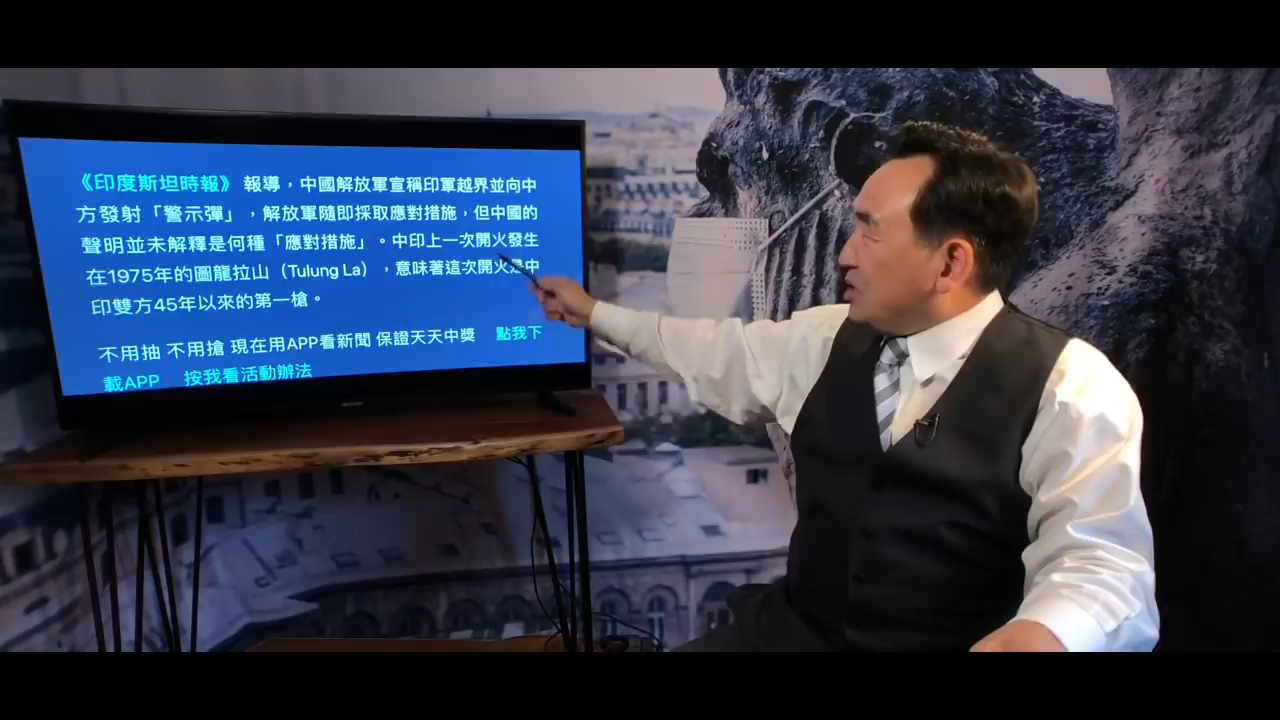 《印度斯坦時報》 報導，中國解放軍宣稱印軍越界並向中
方發射「警示彈」，解放軍隨即採取應對措施，但中國的
聲明並未解釋是何種「應對措施」。中印上一次開火發生
在1975年的圖龍拉山（Tulung La），意味著這次開火是中
印雙方45年以來的第一槍。
不用抽 不用搶 現在用APP看新聞 保證天天中獎 點我下
載APP 按我看活動辦法